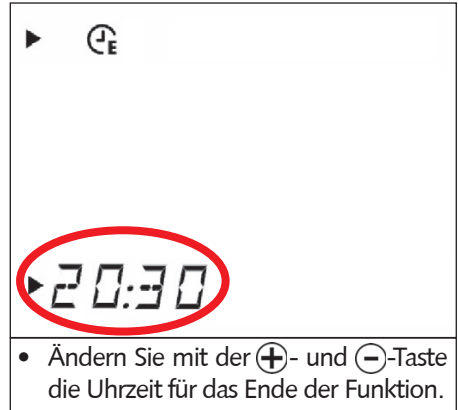 E
20:30
• Ändern Sie mit der ⊕- und ⊖-Taste
die Uhrzeit für das Ende der Funktion.